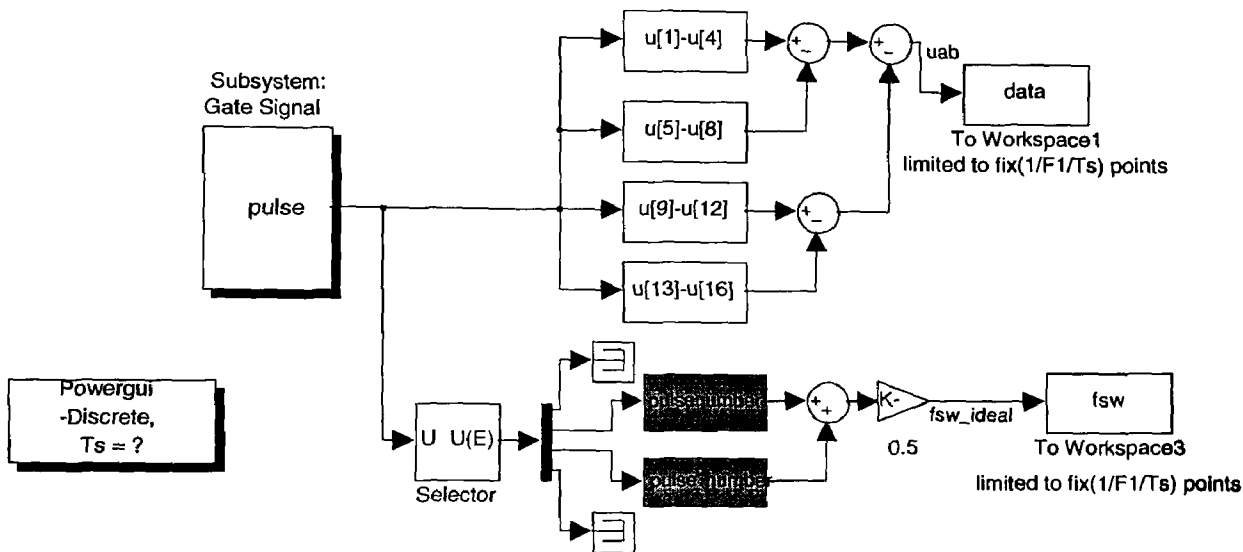 Subsystem:
Gate Signal
pulse
u[1]-u[4]
u[5]-u[8]
u[9]-u[12]
u[13]-u[16]
+
-
+
-
+
-
uab
data
To Workspace1
limited to fix(1/F1/Ts) points
Powergui
-Discrete,
Ts = ?
U U(E)
Selector
pulsenumber
pulse number
+
+
K-
0.5
fsw_ideal
fsw
To Workspace3
limited to fix(1/F1/Ts) points